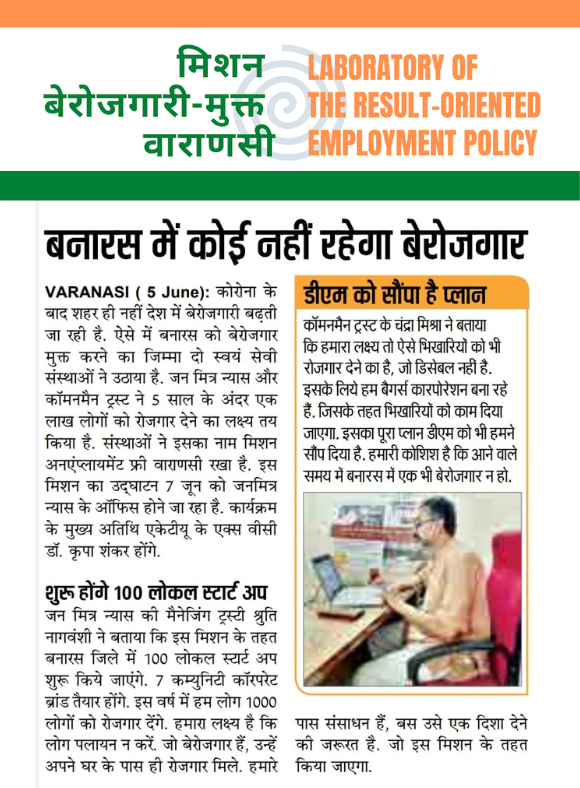 मिशन
बेरोजगारी-मुक्त
वाराणसी
LABORATORY OF
THE RESULT-ORIENTED
EMPLOYMENT POLICY
बनारस में कोई नहीं रहेगा बेरोजगार
VARANASI ( 5 June): कोरोना के
बाद शहर ही नहीं देश में बेरोजगारी बढ़ती
जा रही है. ऐसे में बनारस को बेरोजगार
मुक्त करने का जिम्मा दो स्वयं सेवी
संस्थाओं ने उठाया है. जन मित्र न्यास और
कॉमनमैन ट्रस्ट ने 5 साल के अंदर एक
लाख लोगों को रोजगार देने का लक्ष्य तय
किया है. संस्थाओं ने इसका नाम मिशन
अनएंप्लायमेंट फ्री वाराणसी रखा है. इस
मिशन का उद्घाटन 7 जून को जनमित्र
न्यास के ऑफिस होने जा रहा है. कार्यक्रम
के मुख्य अतिथि एकेटीयू के एक्स वीसी
डॉ. कृपा शंकर होंगे.
शुरू होंगे 100 लोकल स्टार्ट अप
जन मित्र न्यास की मैनेजिंग ट्रस्टी श्रुति
नागवंशी ने बताया कि इस मिशन के तहत
बनारस जिले में 100 लोकल स्टार्ट अप
शुरू किये जाएंगे. 7 कम्युनिटी कॉरपरेट
ब्रांड तैयार होंगे. इस वर्ष में हम लोग 1000
लोगों को रोजगार देंगे. हमारा लक्ष्य है कि
लोग पलायन न करें. जो बेरोजगार हैं, उन्हें
अपने घर के पास ही रोजगार मिले. हमारे
डीएम को सौंपा है प्लान
कॉमनमैन ट्रस्ट के चंद्रा मिश्रा ने बताया
कि हमारा लक्ष्य तो ऐसे भिखारियों को भी
रोजगार देने का है, जो डिसेबल नहीं है.
इसके लिये हम बैगर्स कारपोरेशन बना रहे
हैं. जिसके तहत भिखारियों को काम दिया
जाएगा. इसका पूरा प्लान डीएम को भी हमने
सौंप दिया है. हमारी कोशिश है कि आने वाले
समय में बनारस में एक भी बेरोजगार न हो.
पास संसाधन हैं, बस उसे एक दिशा देने
की जरूरत है. जो इस मिशन के तहत
किया जाएगा.